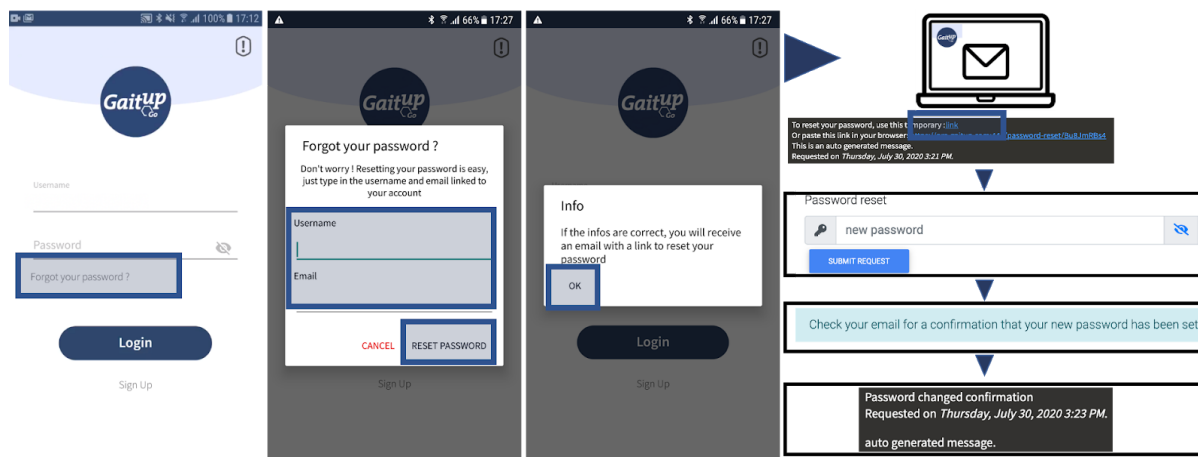 100% 17:12
Gaitup
Go
Username
Password
Forgot your password ?
Login
Sign Up
66% 17:27
Gaitup
Go
Forgot your password ?
Don't worry ! Resetting your password is easy,
just type in the username and email linked to
your account
Username
Email
CANCEL
RESET PASSWORD
Sign Up
66% 17:27
Gaitup
Go
Info
If the infos are correct, you will receive
an email with a link to reset your
password
OK
Login
Sign Up
Gaitup
To reset your password, use this temporary :link
Or paste this link in your browser: password-reset/9u8JmRBs4
This is an auto generated message.
Requested on Thursday, July 30, 2020 3:21 PM.
Password reset
new password
SUBMIT REQUEST
Check your email for a confirmation that your new password has been set
Password changed confirmation
Requested on Thursday, July 30, 2020 3:23 PM.
auto generated message.